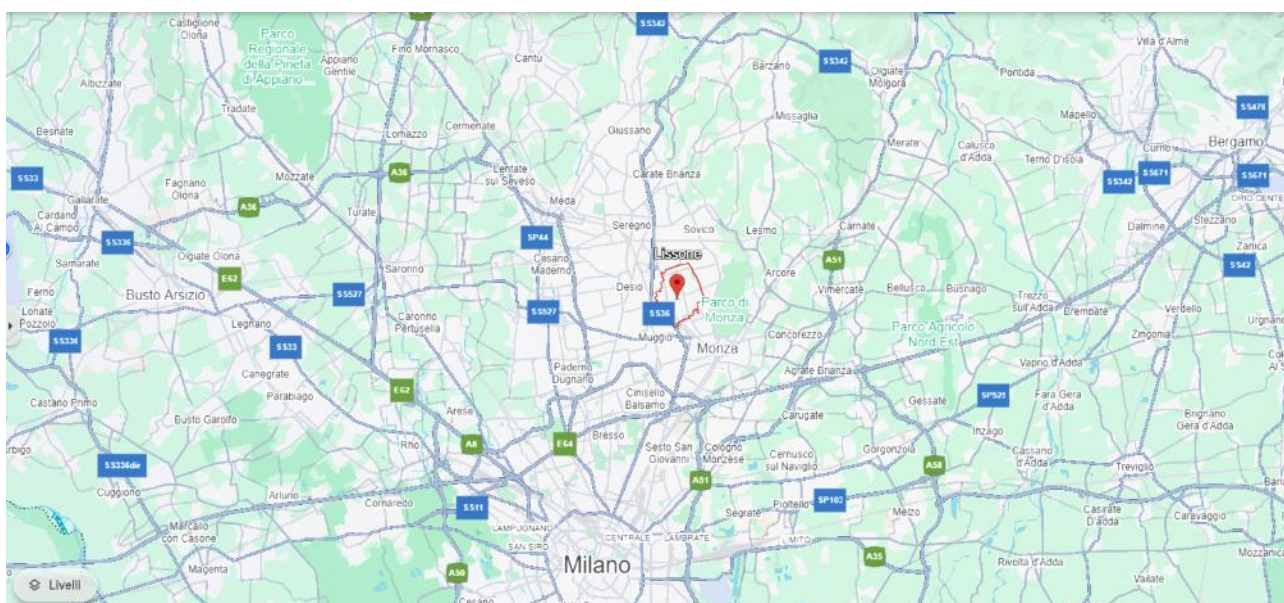 Castiglione
Olona
Parco
Regionale
della Pineta
di Appiano...
Appiano
Gentile
Fino Mornasco
Cantù
SS342
Barzanò
SS342
Olgiate
Molgora
Pontida
Villa d'Almè
Albizzate
Tradate
Besnate
Lomazzo
Cermenate
Giussano
Missaglia
Merate
Calusco
d'Adda
Mapello
Terno D'isola
Curno
SS470
Bergamo
SS33
Gallarate
Fagnano
Olona
Mozzate
A36
A36
Lentate
sul Seveso
Carate Brianza
SS342
SS671
SS671
ORIO CENTER
Cardano
Al Campo
SS336
Samarate
Olgiate Olona
Turate
Meda
SP44
Seregno
Sovico
Lesmo
Carnate
Dalmine
Stezzano
Zanica
SS42
Ferno
Lonate
Pozzolo
Busto Arsizio
E62
SS527
Saronno
Cesano
Maderno
Desio
Lissone
SS36
Parco di
Monza
Arcore
A51
Vimercate
Bellusco
Busnago
Trezzo
sull'Adda
Brembate
Verdello
Zingonia
SS336
Legnano
SS33
Caronno
Pertusella
SS527
Muggiò
Monza
Concorezzo
Parco Agricolo
Nord Est
Canegrate
Parabiago
E62
Paderno
Dugnano
Agrate Brianza
Vaprio d'Adda
Castano Primo
Busto Garolfo
Arese
Cinisello
Balsamo
Carugate
Gessate
SP525
Fara Gera
d'Adda
Brignano
Gera d'Adda
Rho
A8
E64
Bresso
Sesto San
Giovanni
Cologno
Monzese
Cernusco
sul Naviglio
Gorgonzola
Inzago
Cassano
d'Adda
Treviglio
SS336dir
Cuggiono
Arluno
Cornaredo
SS11
A51
A58
Pioltello
SP103
Melzo
Segrate
Casirate
D'adda
Caravaggio
Marcallo
con Casone
Magenta
LAMPUGNANO
SAN SIRO
CENTRALE
LAMBRATE
LIMITO
Milano
A50
A35
Rivolta d'Adda
Vailate
Livelli